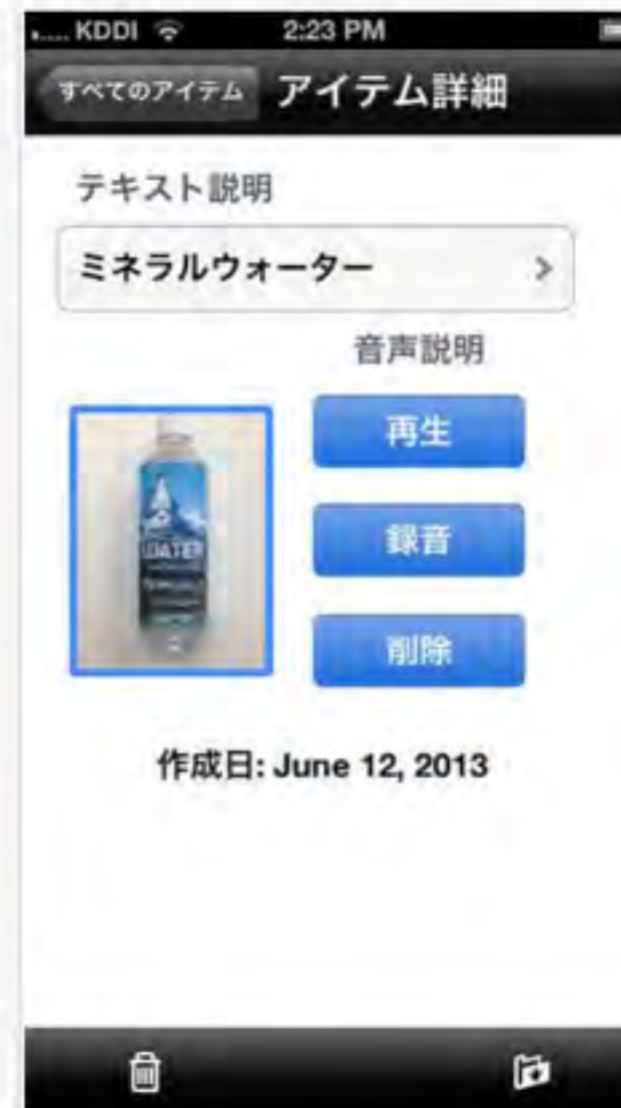 KDDI 2:23 PM
すべてのアイテム アイテム詳細
テキスト説明
ミネラルウォーター
音声説明
再生
録音
削除
WATER
作成日: June 12, 2013